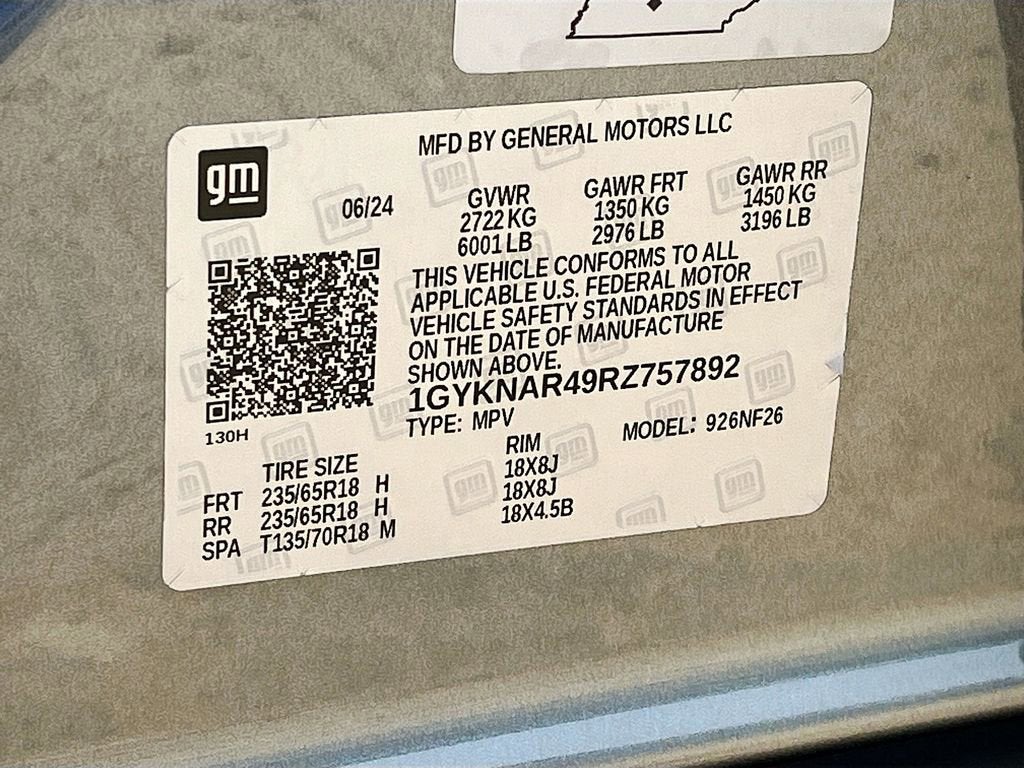 MFD BY GENERAL MOTORS LLC
gm
06/24
GVWR
2722 KG
6001 LB
GAWR FRT
1350 KG
2976 LB
GAWR RR
1450 KG
3196 LB
THIS VEHICLE CONFORMS TO ALL
APPLICABLE U.S. FEDERAL MOTOR
VEHICLE SAFETY STANDARDS IN EFFECT
ON THE DATE OF MANUFACTURE
SHOWN ABOVE.
1GYKNAR49RZ757892
TYPE: MPV
MODEL: 926NF26
130H
TIRE SIZE
RIM
FRT 235/65R18 H 18X8J
RR 235/65R18 H 18X8J
SPA T135/70R18 M 18X4.5B